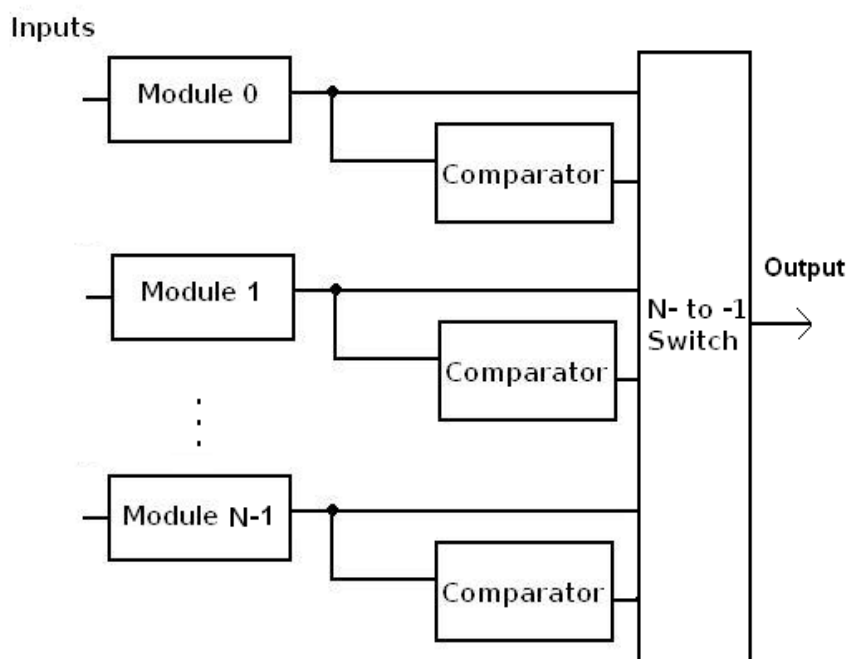 Inputs
Module 0
Comparator
Module 1
Output
N- to -1
Switch
Comparator
Module N-1
Comparator